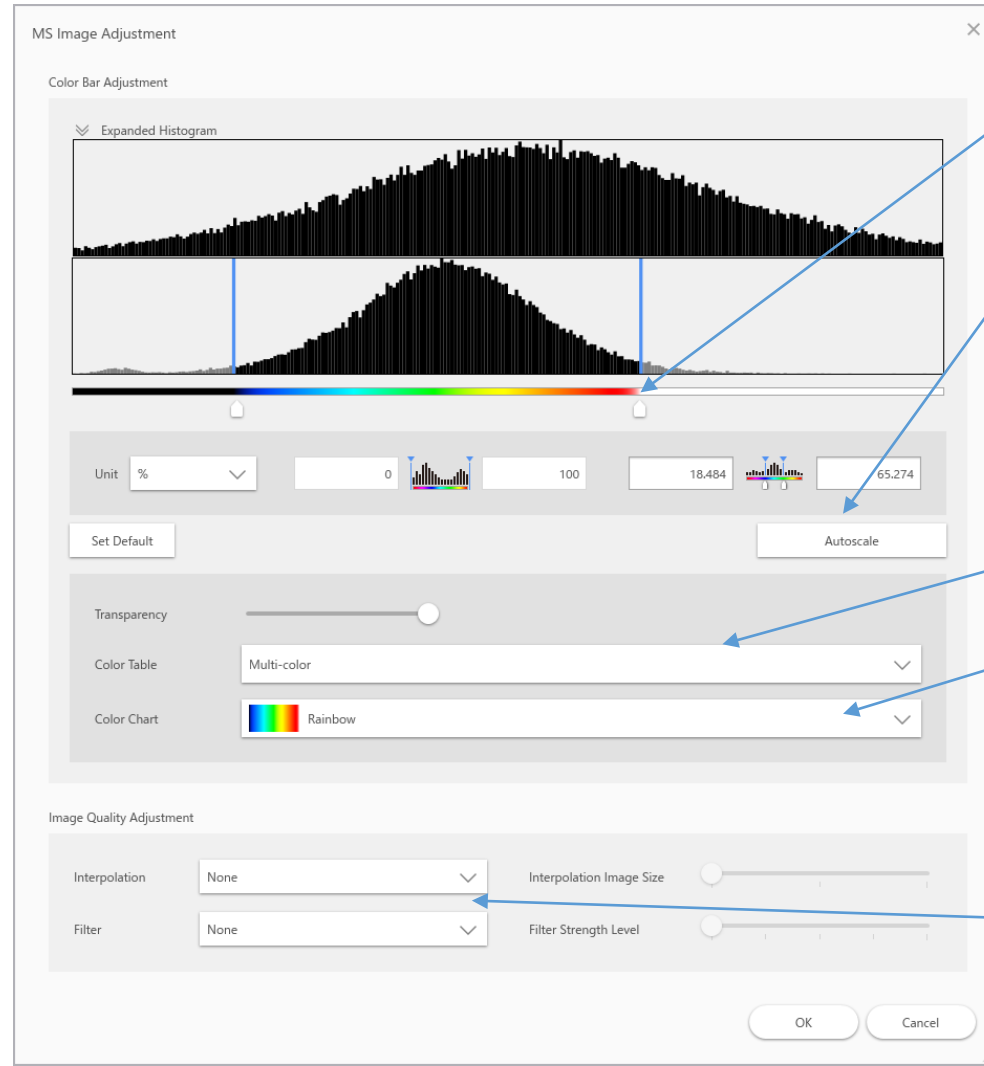 MS Image Adjustment
Color Bar Adjustment
Expanded Histogram
Unit % 0 100 18.484 65.274
Set Default Autoscale
Transparency
Color Table Multi-color
Color Chart Rainbow
Image Quality Adjustment
Interpolation None Interpolation Image Size
Filter None Filter Strength Level
OK Cancel